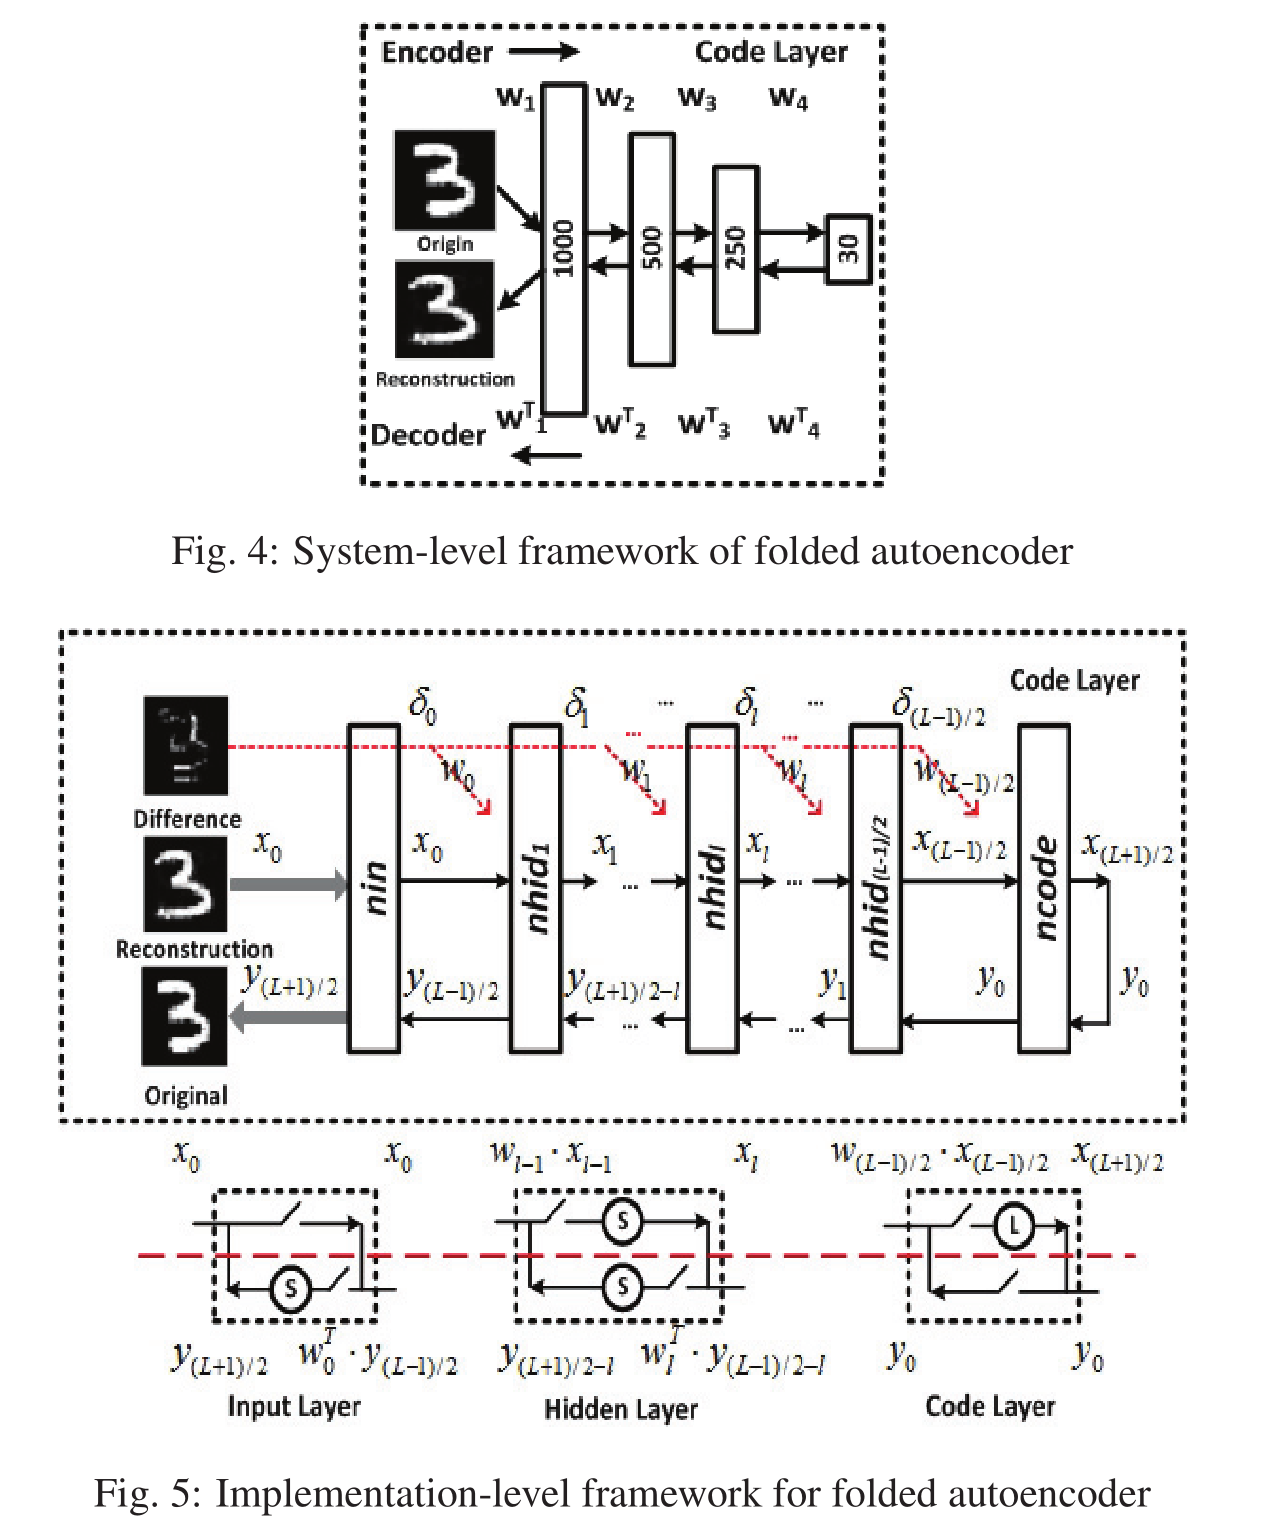 Encoder Code Layer
w₁ w₂ w₃ w₄
Origin
1000 500 250 30
Reconstruction
wᵀ₁ wᵀ₂ wᵀ₃ wᵀ₄
Decoder
Fig. 4: System-level framework of folded autoencoder
Code Layer
δ₀ δ₁ ... δₗ ... δ₍L₋₁₎/₂
... ...
w₀ w₁ wₗ w₍L₋₁₎/₂
Difference
x₀ x₀ x₁ xₗ x₍L₋₁₎/₂ x₍L₊₁₎/₂
nin nhid₁ ... nhidₗ ... nhid(L-1)/2 ncode
Reconstruction
y₍L₊₁₎/₂ y₍L₋₁₎/₂ y₍L₊₁₎/₂₋ₗ y₁ y₀ y₀
... ...
Original
x₀ x₀ wₗ₋₁ · xₗ₋₁ xₗ w₍L₋₁₎/₂ · x₍L₋₁₎/₂ x₍L₊₁₎/₂
S L
S S
y₍L₊₁₎/₂ w₀ᵀ · y₍L₋₁₎/₂ y₍L₊₁₎/₂₋ₗ wₗᵀ · y₍L₋₁₎/₂₋ₗ y₀ y₀
Input Layer Hidden Layer Code Layer
Fig. 5: Implementation-level framework for folded autoencoder